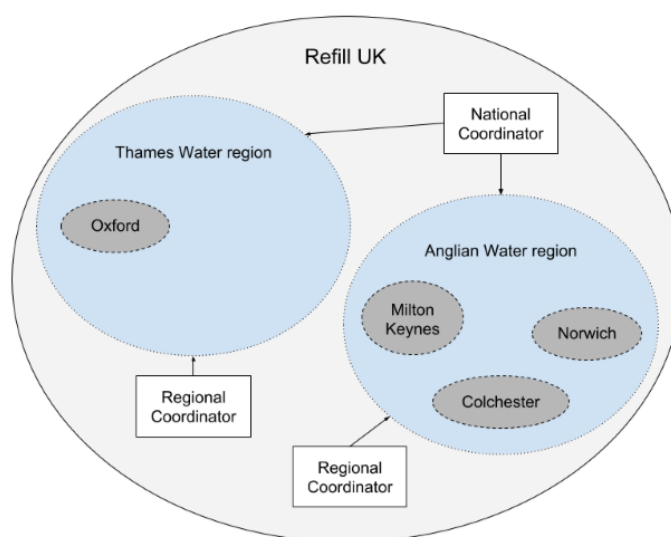 Refill UK
National
Coordinator
Thames Water region
Oxford
Anglian Water region
Milton
Keynes
Norwich
Colchester
Regional
Coordinator
Regional
Coordinator